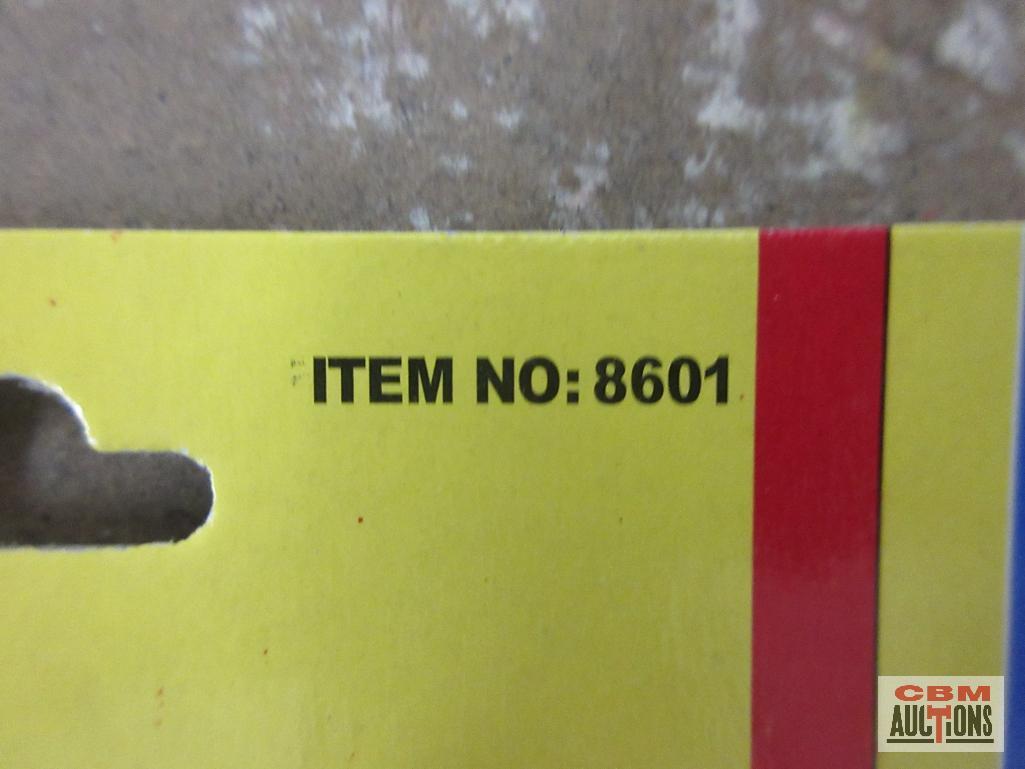 ITEM NO: 8601
CBM
AUCTIONS